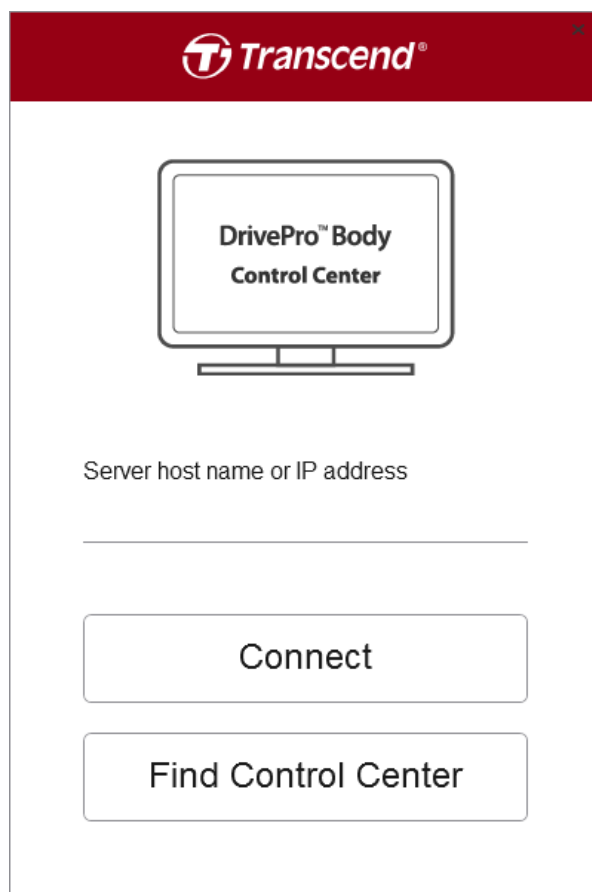 Transcend®
DrivePro™ Body
Control Center
Server host name or IP address
Connect
Find Control Center